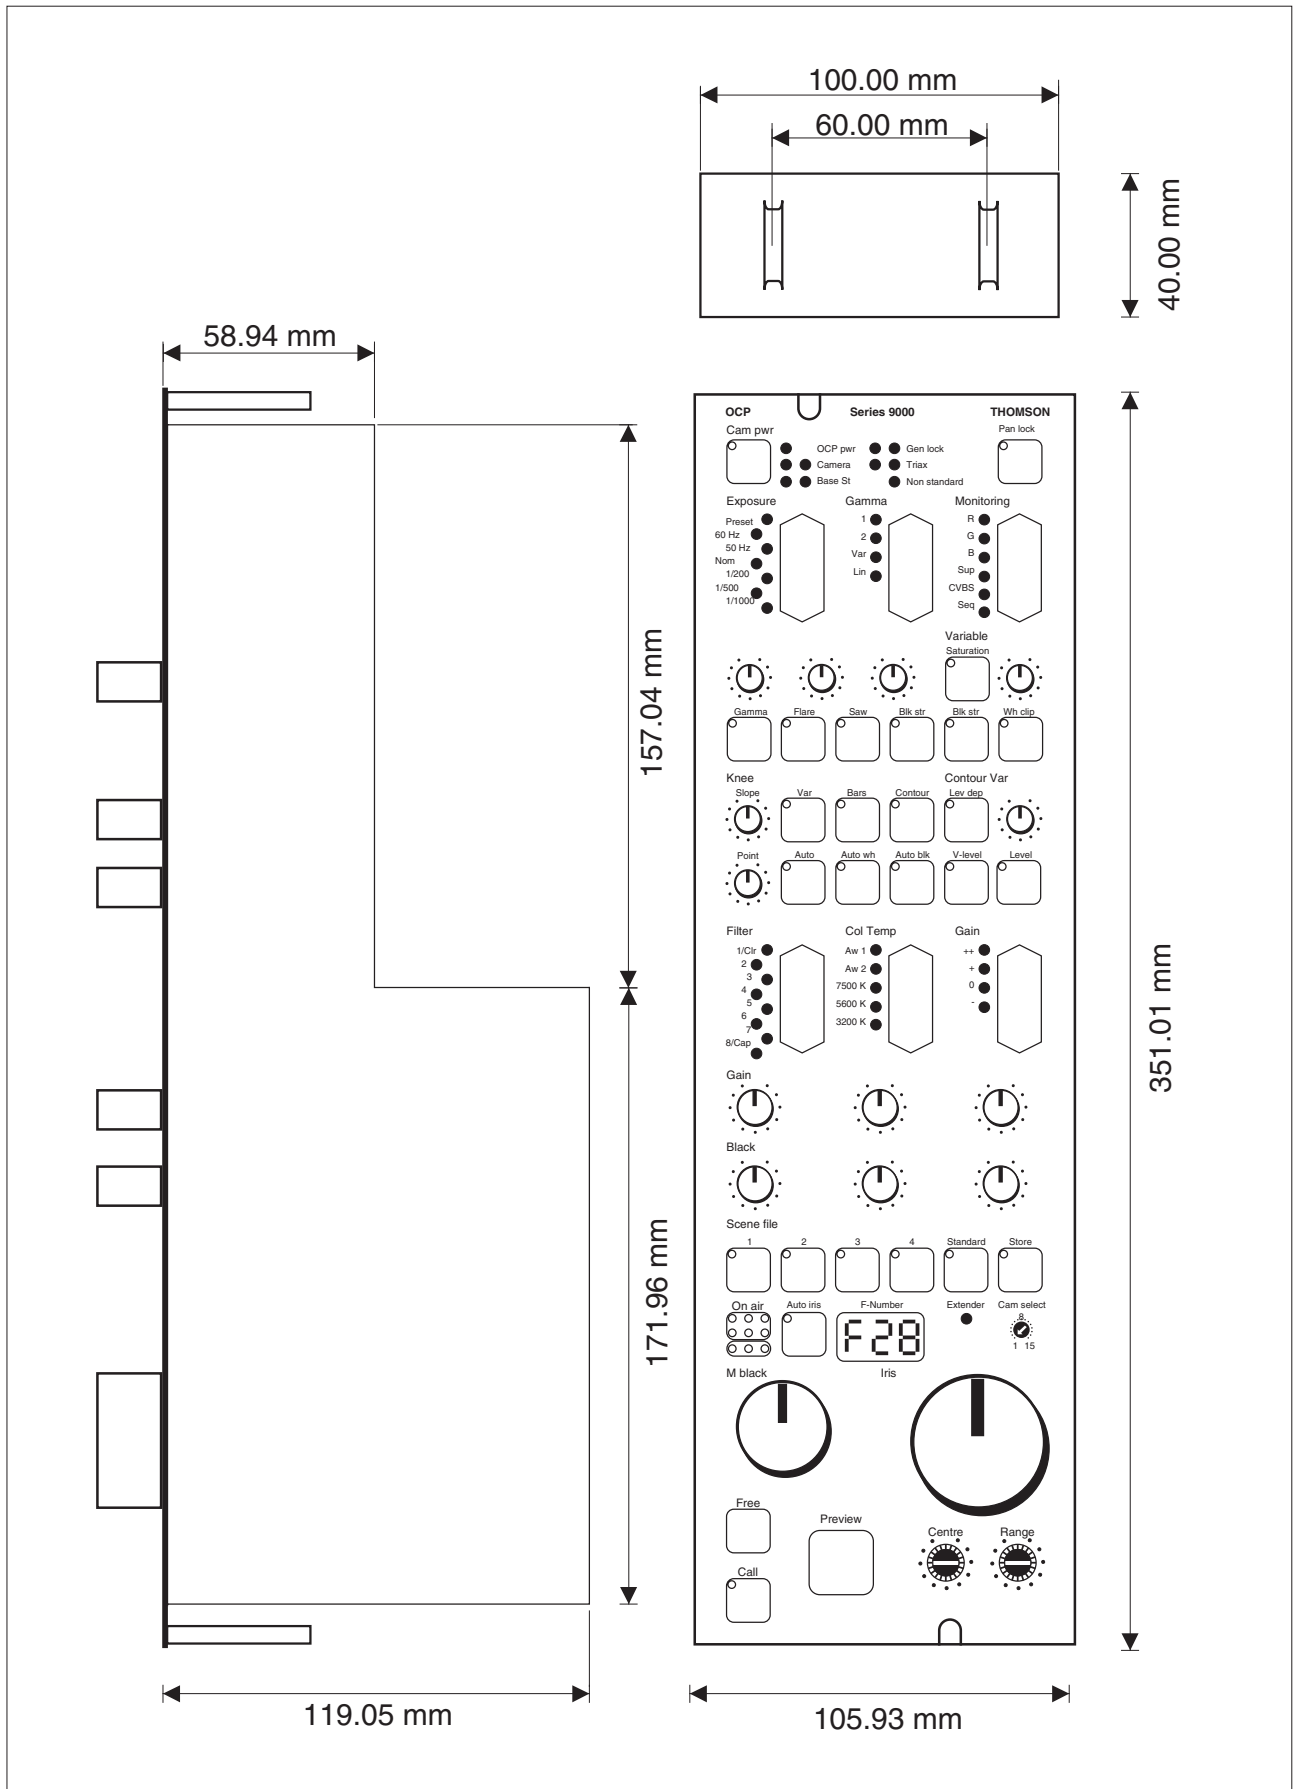 100.00 mm
60.00 mm
40.00 mm
58.94 mm
157.04 mm
171.96 mm
119.05 mm
351.01 mm
105.93 mm
OCP Series 9000 THOMSON
Cam pwr Pan lock
OCP pwr Gen lock
Camera Triax
Base St Non standard
Exposure Gamma Monitoring
Preset
60 Hz
50 Hz
Nom
1/200
1/500
1/1000
1
2
Var
Lin
R
G
B
Sup
CVBS
Seq
Variable
Saturation
Gamma Flare Saw Blk str Blk str Wh clip
Knee Contour Var
Slope Var Bars Contour Lev dep
Point Auto Auto wh Auto blk V-level Level
Filter Col Temp Gain
1/Clr
2
3
4
5
6
7
8/Cap
Aw 1
Aw 2
7500 K
5600 K
3200 K
++
+
0
-
Gain
Black
Scene file
1 2 3 4 Standard Store
On air Auto iris F-Number Extender Cam select
8
F28
1 15
M black Iris
Free
Preview
Centre Range
Call